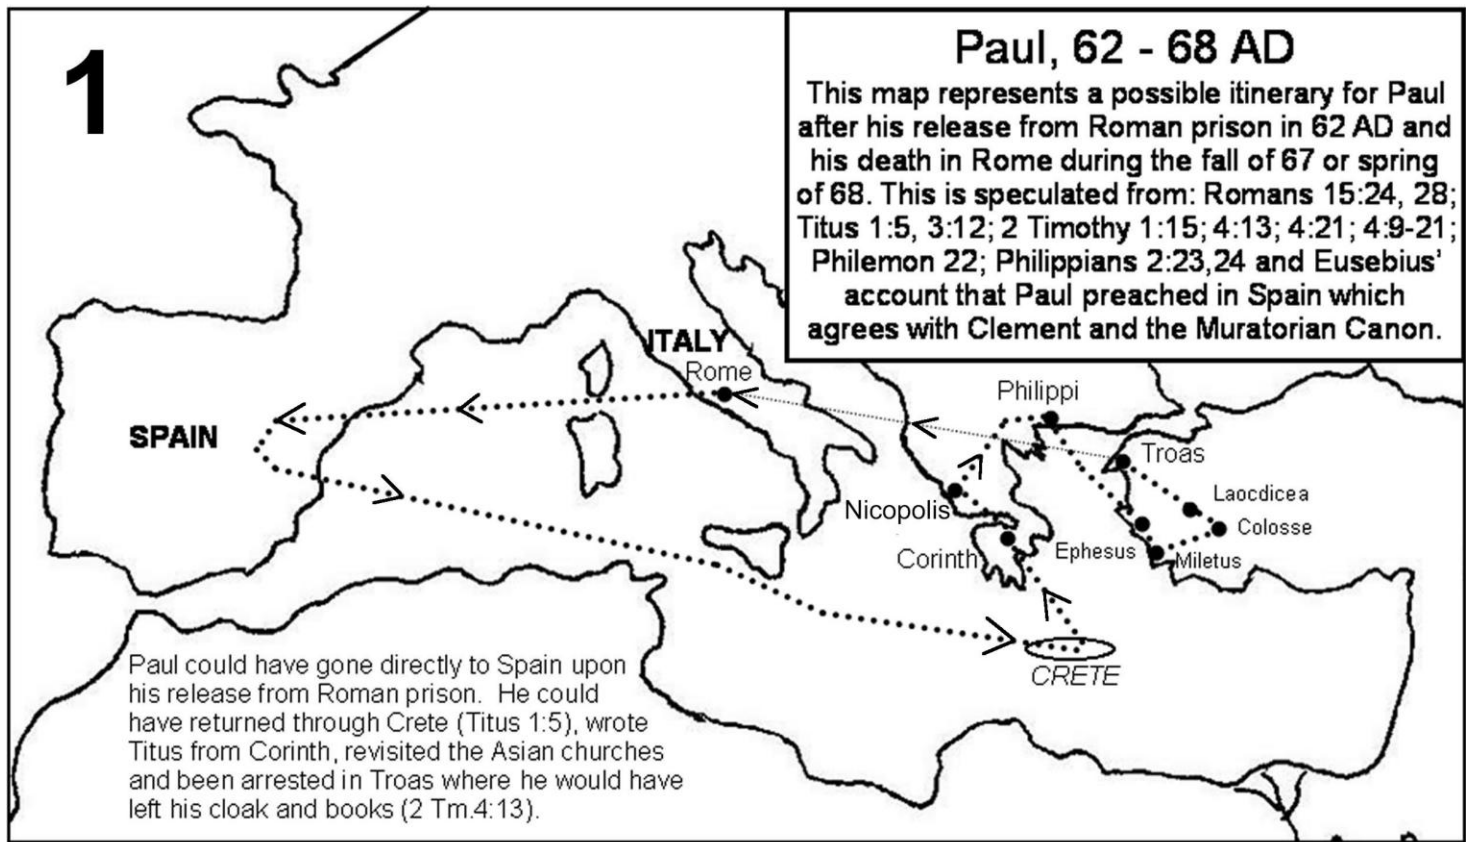 1
Paul, 62 - 68 AD
This map represents a possible itinerary for Paul
after his release from Roman prison in 62 AD and
his death in Rome during the fall of 67 or spring
of 68. This is speculated from: Romans 15:24, 28;
Titus 1:5, 3:12; 2 Timothy 1:15; 4:13; 4:21; 4:9-21;
Philemon 22; Philippians 2:23,24 and Eusebius'
account that Paul preached in Spain which
agrees with Clement and the Muratorian Canon.
ITALY
Rome
Philippi
SPAIN
Troas
Laocdicea
Nicopolis
Colosse
Ephesus
Corinth
Miletus
CRETE
Paul could have gone directly to Spain upon
his release from Roman prison. He could
have returned through Crete (Titus 1:5), wrote
Titus from Corinth, revisited the Asian churches
and been arrested in Troas where he would have
left his cloak and books (2 Tm.4:13).